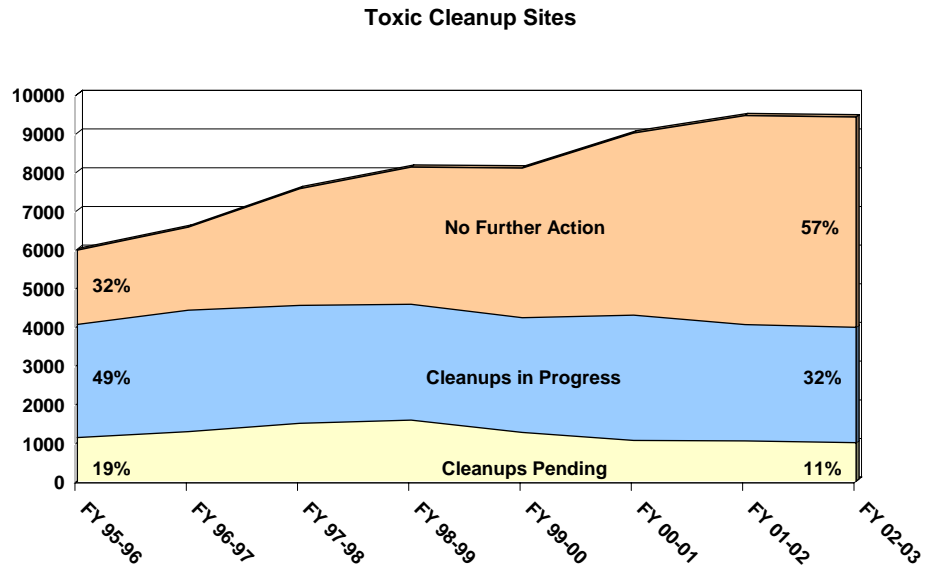 Toxic Cleanup Sites
10000
9000
8000
7000
6000
5000
4000
3000
2000
1000
0
No Further Action
57%
32%
49%
Cleanups in Progress
32%
19%
Cleanups Pending
11%
FY 95-96
FY 96-97
FY 97-98
FY 98-99
FY 99-00
FY 00-01
FY 01-02
FY 02-03